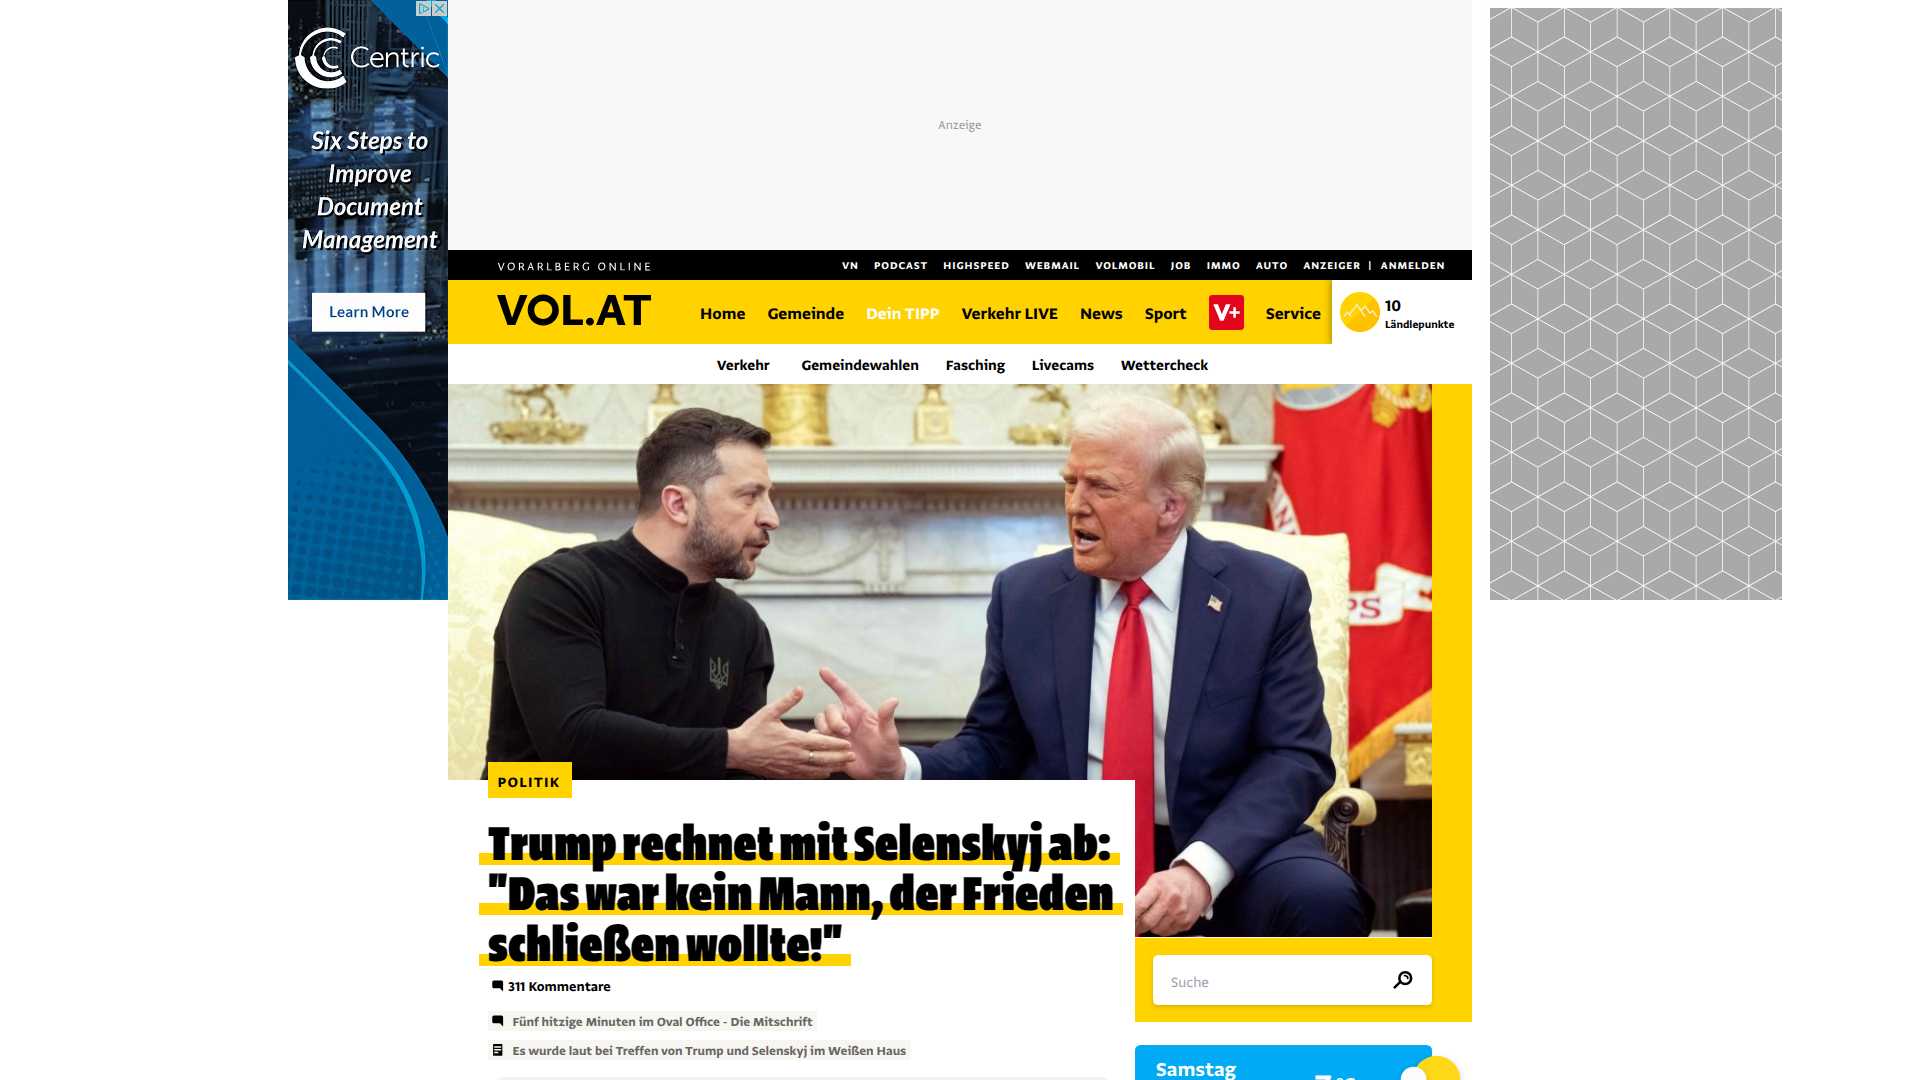 Centric
Six Steps to
Improve
Document
Management
Learn More
Anzeige
VORARLBERG ONLINE
VN PODCAST HIGHSPEED WEBMAIL VOLMOBIL JOB IMMO AUTO ANZEIGER | ANMELDEN
VOL.AT
Home Gemeinde Dein TIPP Verkehr LIVE News Sport V+ Service
10
Ländlepunkte
Verkehr Gemeindewahlen Fasching Livecams Wettercheck
POLITIK
Trump rechnet mit Selenskyj ab:
"Das war kein Mann, der Frieden
schließen wollte!"
311 Kommentare
Fünf hitzige Minuten im Oval Office - Die Mitschrift
Es wurde laut bei Treffen von Trump und Selenskyj im Weißen Haus
Suche
Samstag